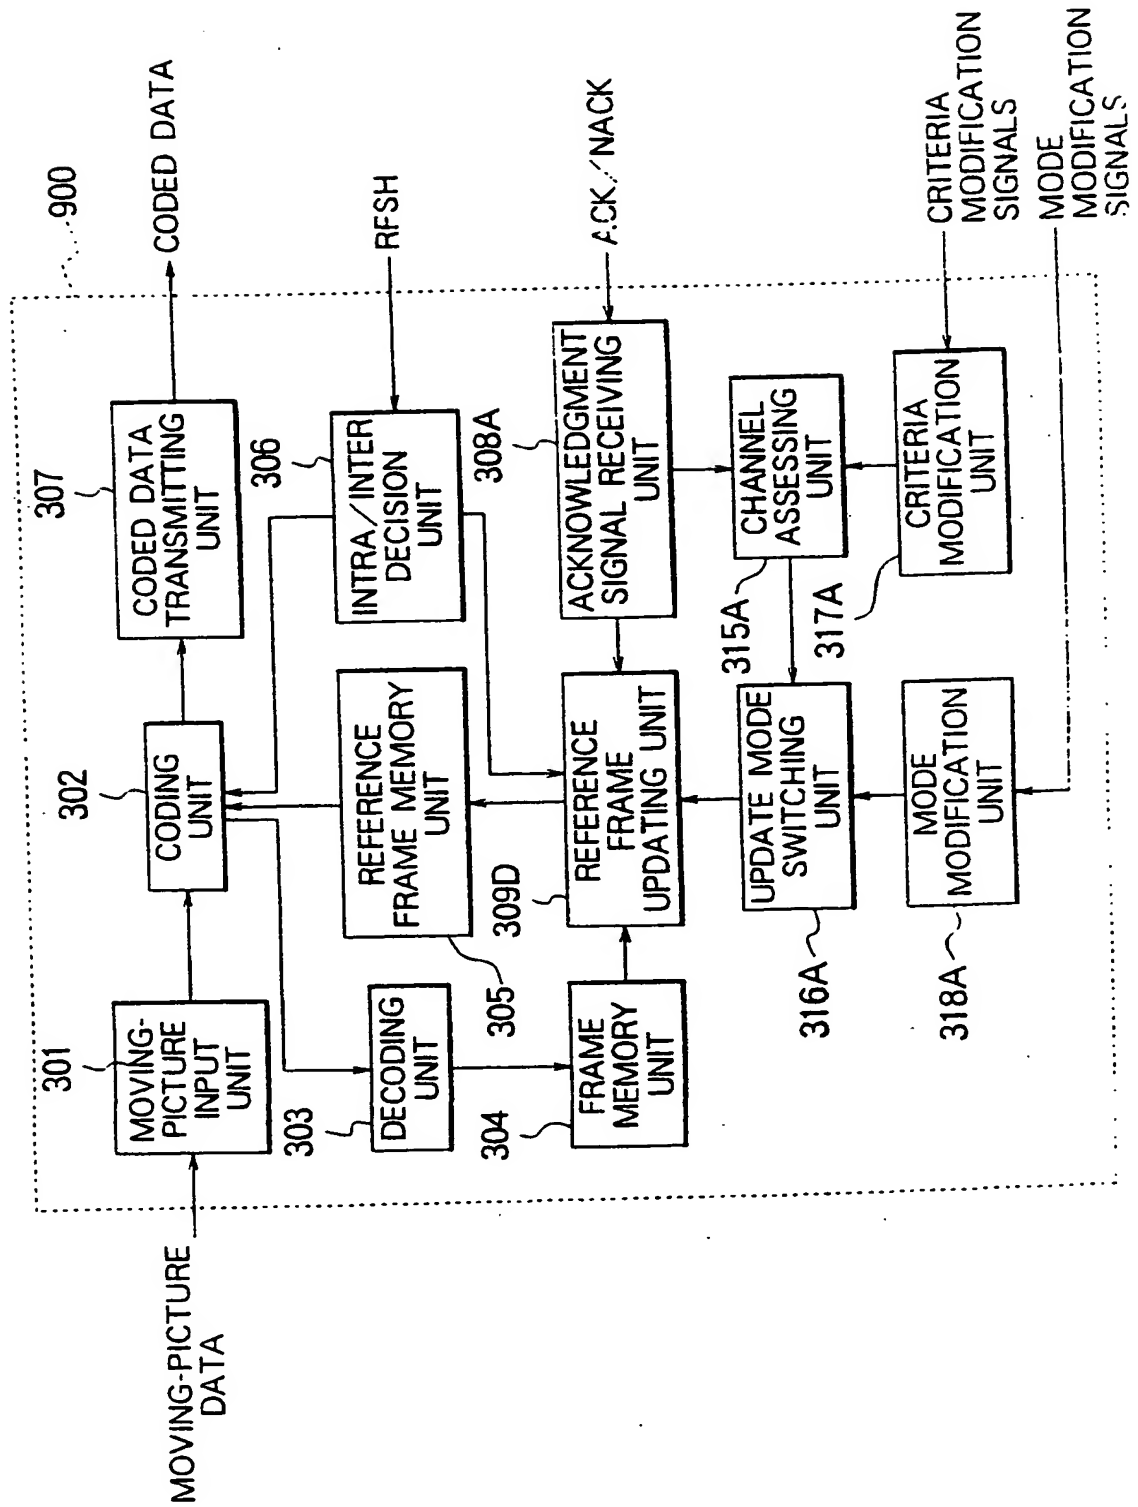 900
MOVING-PICTURE
DATA
301
MOVING-
PICTURE
INPUT
UNIT
302
CODING
UNIT
307
CODED DATA
TRANSMITTING
UNIT
CODED DATA
303
DECODING
UNIT
305
REFERENCE
FRAME MEMORY
UNIT
306
INTRA/INTER
DECISION
UNIT
RFSH
304
FRAME
MEMORY
UNIT
309D
REFERENCE
FRAME
UPDATING UNIT
308A
ACKNOWLEDGMENT
SIGNAL RECEIVING
UNIT
ACK/NACK
316A
UPDATE MODE
SWITCHING
UNIT
315A
CHANNEL
ASSESSING
UNIT
318A
MODE
MODIFICATION
UNIT
317A
CRITERIA
MODIFICATION
UNIT
CRITERIA
MODIFICATION
SIGNALS
MODE
MODIFICATION
SIGNALS